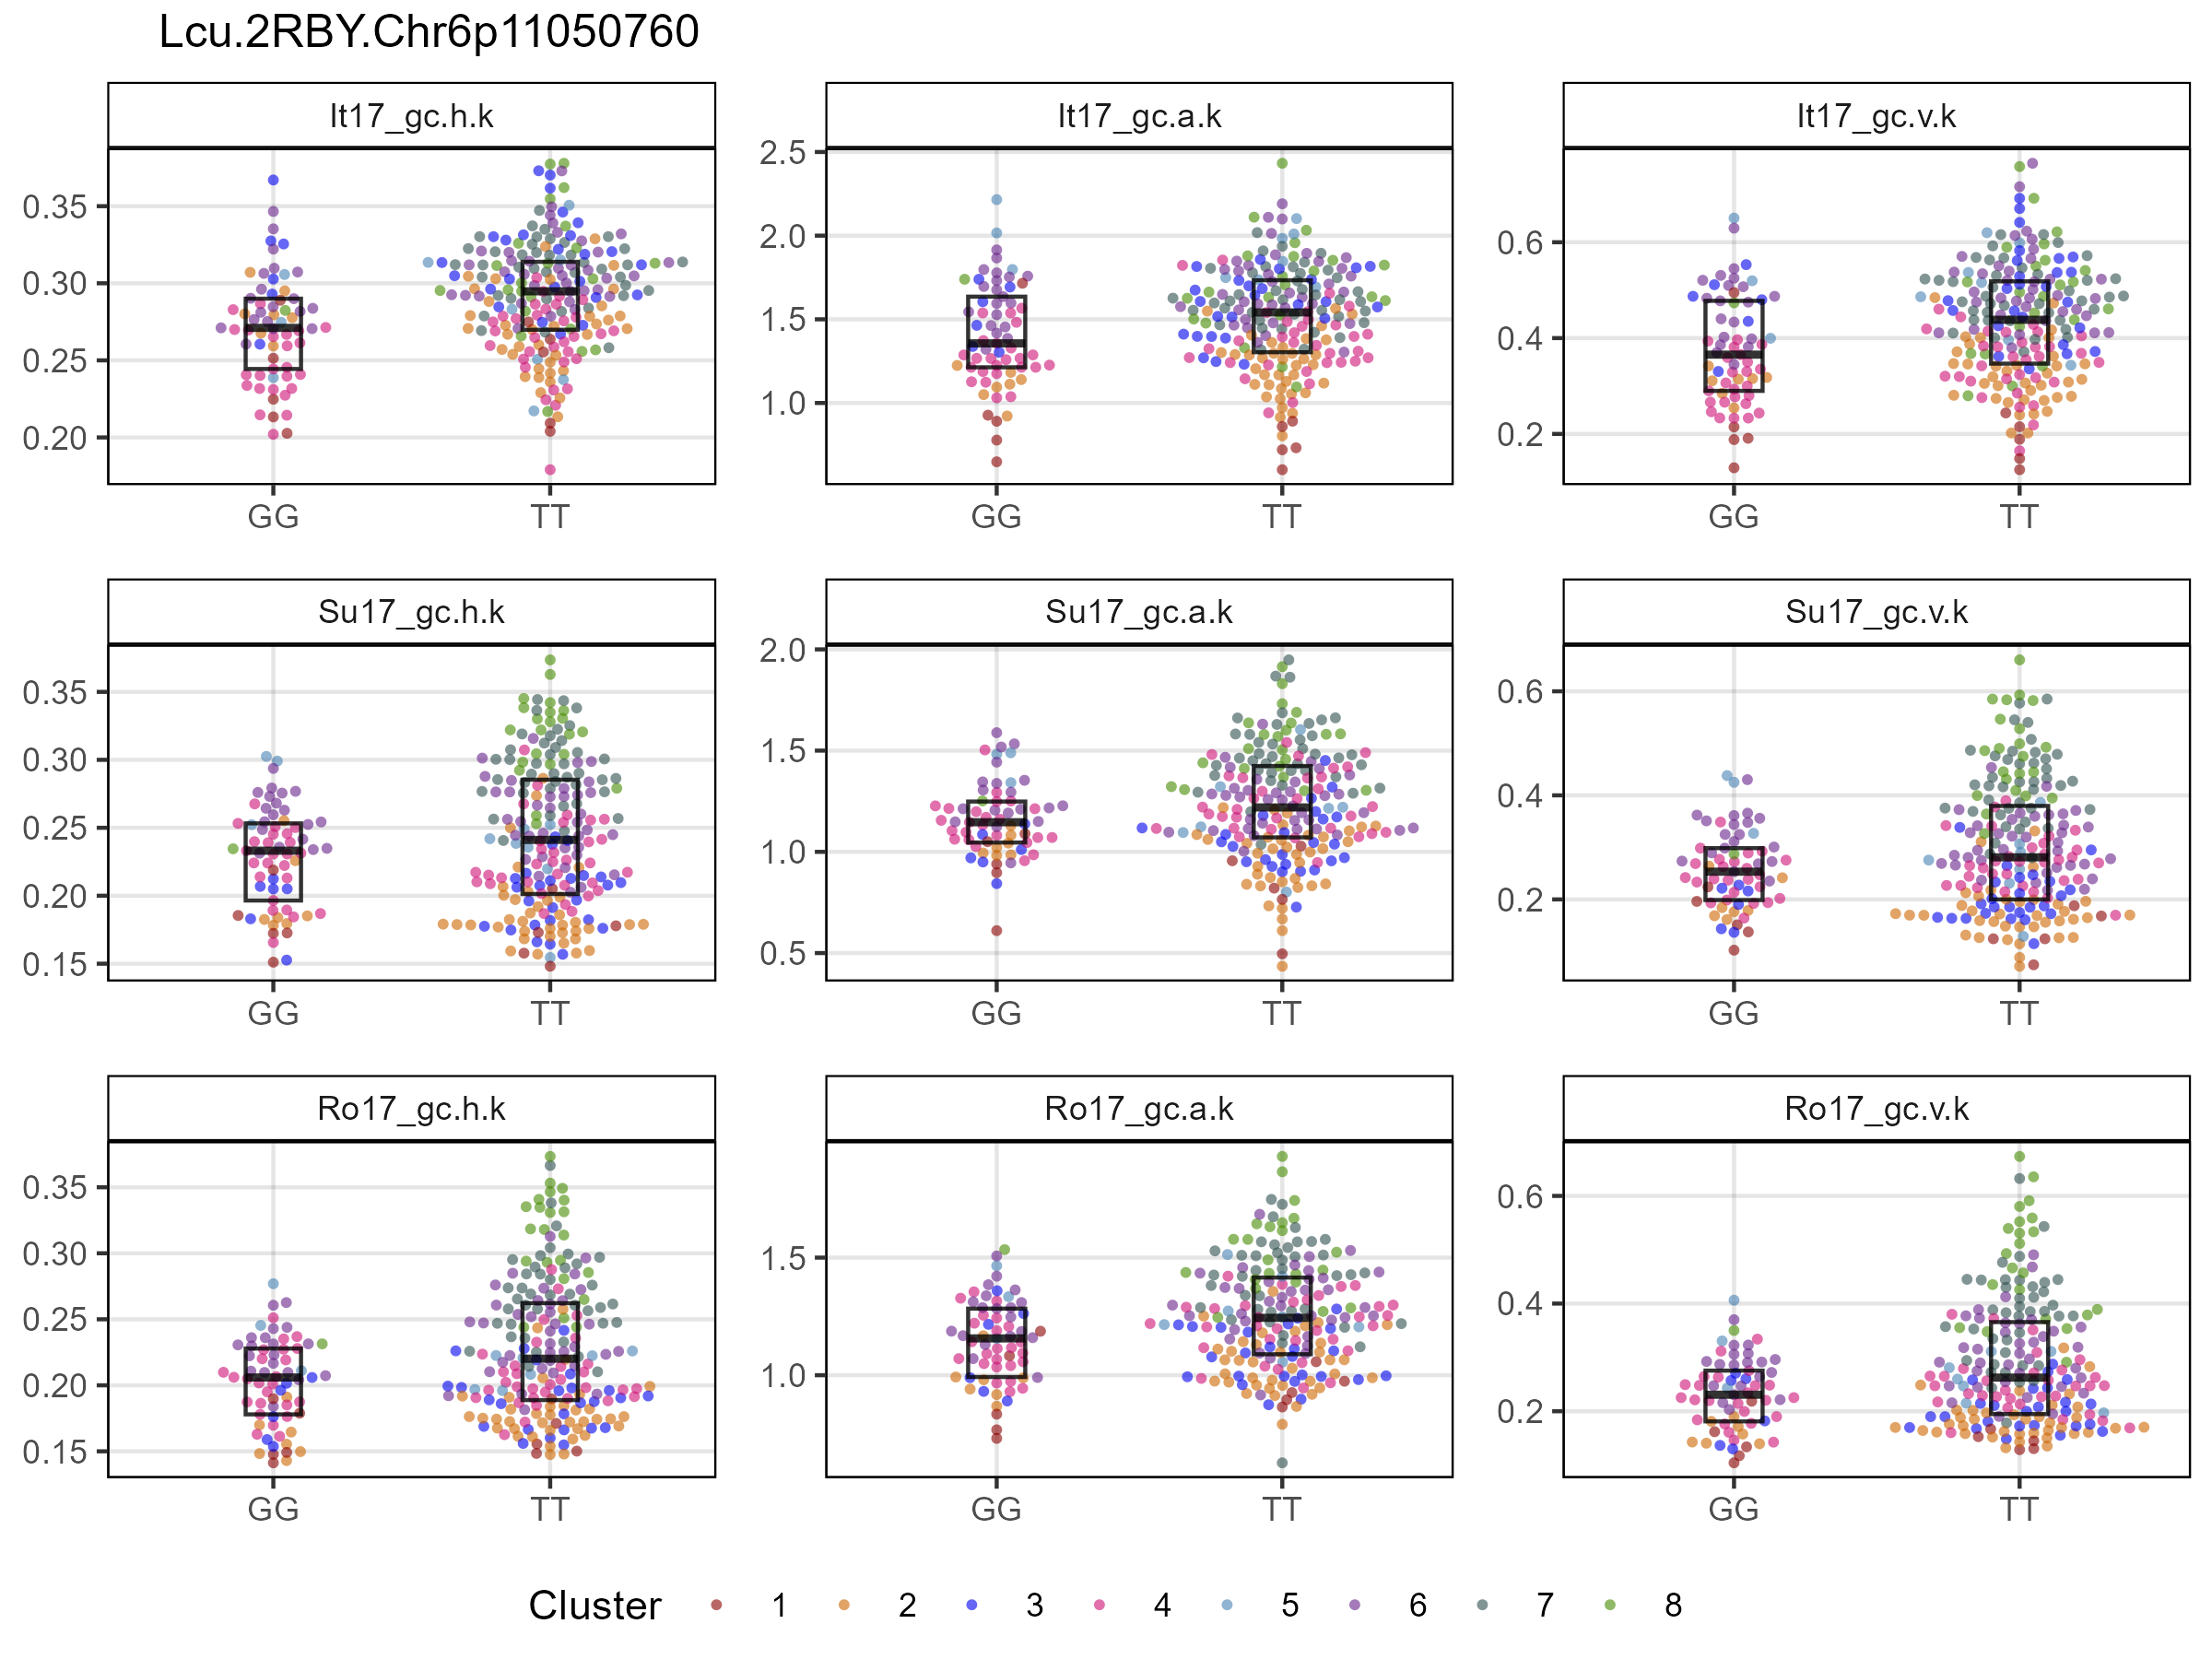 Lcu.2RBY.Chr6p11050760
It17_gc.h.k
It17_gc.a.k
It17_gc.v.k
0.35
0.30
0.25
0.20
GG
TT
2.5
2.0
1.5
1.0
GG
TT
0.6
0.4
0.2
GG
TT
Su17_gc.h.k
Su17_gc.a.k
Su17_gc.v.k
0.35
0.30
0.25
0.20
0.15
GG
TT
2.0
1.5
1.0
0.5
GG
TT
0.6
0.4
0.2
GG
TT
Ro17_gc.h.k
Ro17_gc.a.k
Ro17_gc.v.k
0.35
0.30
0.25
0.20
0.15
GG
TT
1.5
1.0
GG
TT
0.6
0.4
0.2
GG
TT
Cluster 1 2 3 4 5 6 7 8